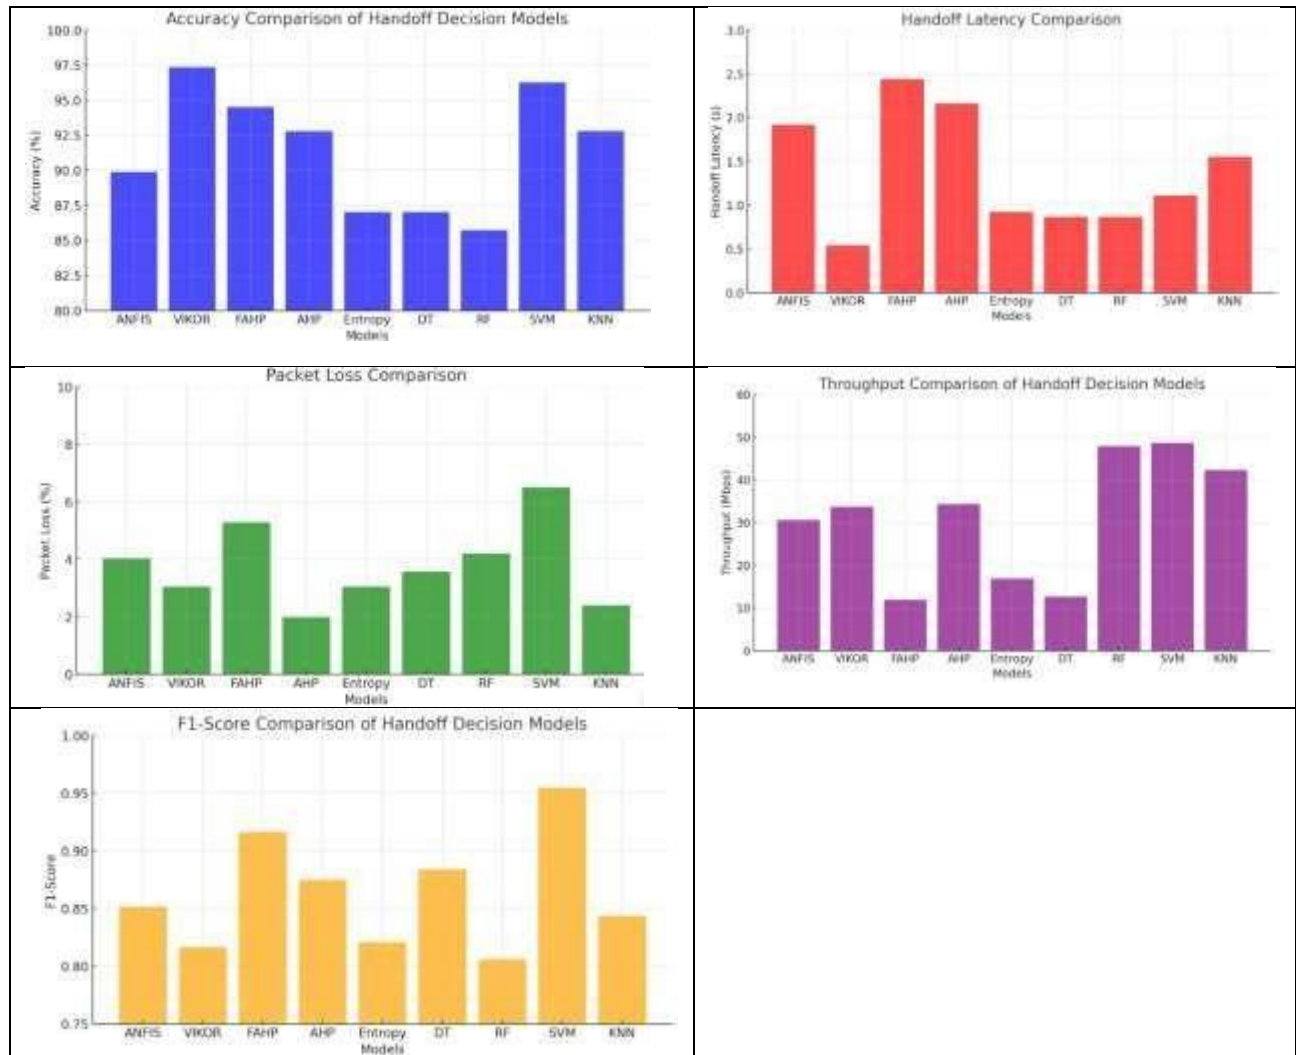 Accuracy Comparison of Handoff Decision Models
100.0
97.5
95.0
92.5
90.0
87.5
85.0
82.5
80.0
Accuracy (%)
ANFIS VIKOR FAHP AHP Entropy DT RF SVM KNN
Models
Handoff Latency Comparison
3.0
2.5
2.0
1.5
1.0
0.5
0.0
Handoff Latency (s)
ANFIS VIKOR FAHP AHP Entropy DT RF SVM KNN
Models
Packet Loss Comparison
10
8
6
4
2
0
Packet Loss (%)
ANFIS VIKOR FAHP AHP Entropy DT RF SVM KNN
Models
Throughput Comparison of Handoff Decision Models
60
50
40
30
20
10
0
Throughput (Mbps)
ANFIS VIKOR FAHP AHP Entropy DT RF SVM KNN
Models
F1-Score Comparison of Handoff Decision Models
1.00
0.95
0.90
0.85
0.80
0.75
F1-Score
ANFIS VIKOR FAHP AHP Entropy DT RF SVM KNN
Models